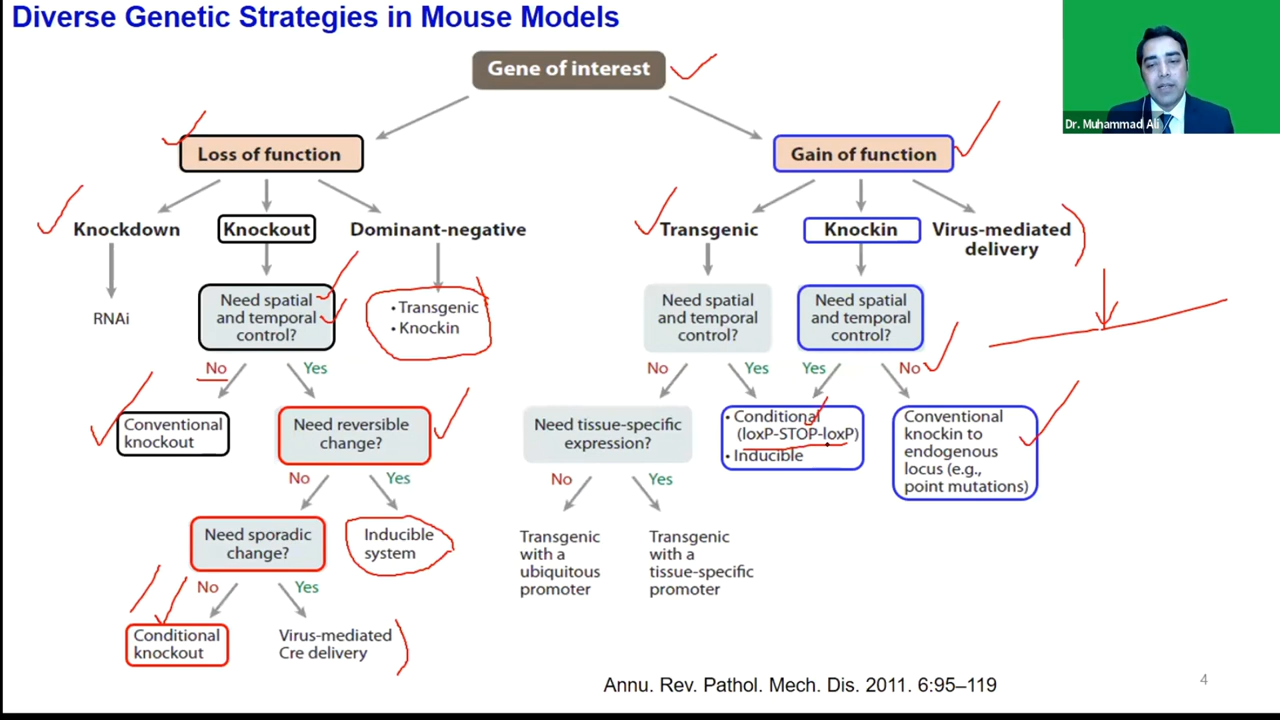 Diverse Genetic Strategies in Mouse Models
Gene of interest
Dr. Muhammad Ali
Loss of function
Gain of function
Knockdown
Knockout
Dominant-negative
Transgenic
Knockin
Virus-mediated
delivery
RNAi
Need spatial
and temporal
control?
• Transgenic
• Knockin
Need spatial
and temporal
control?
Need spatial
and temporal
control?
No
Yes
No
Yes
Yes
No
Conventional
knockout
Need reversible
change?
Need tissue-specific
expression?
• Conditional
(loxP-STOP-loxP)
• Inducible
Conventional
knockin to
endogenous
locus (e.g.,
point mutations)
No
Yes
No
Yes
Need sporadic
change?
Inducible
system
Transgenic
with a
ubiquitous
promoter
Transgenic
with a
tissue-specific
promoter
No
Yes
Conditional
knockout
Virus-mediated
Cre delivery
Annu. Rev. Pathol. Mech. Dis. 2011. 6:95–119
4